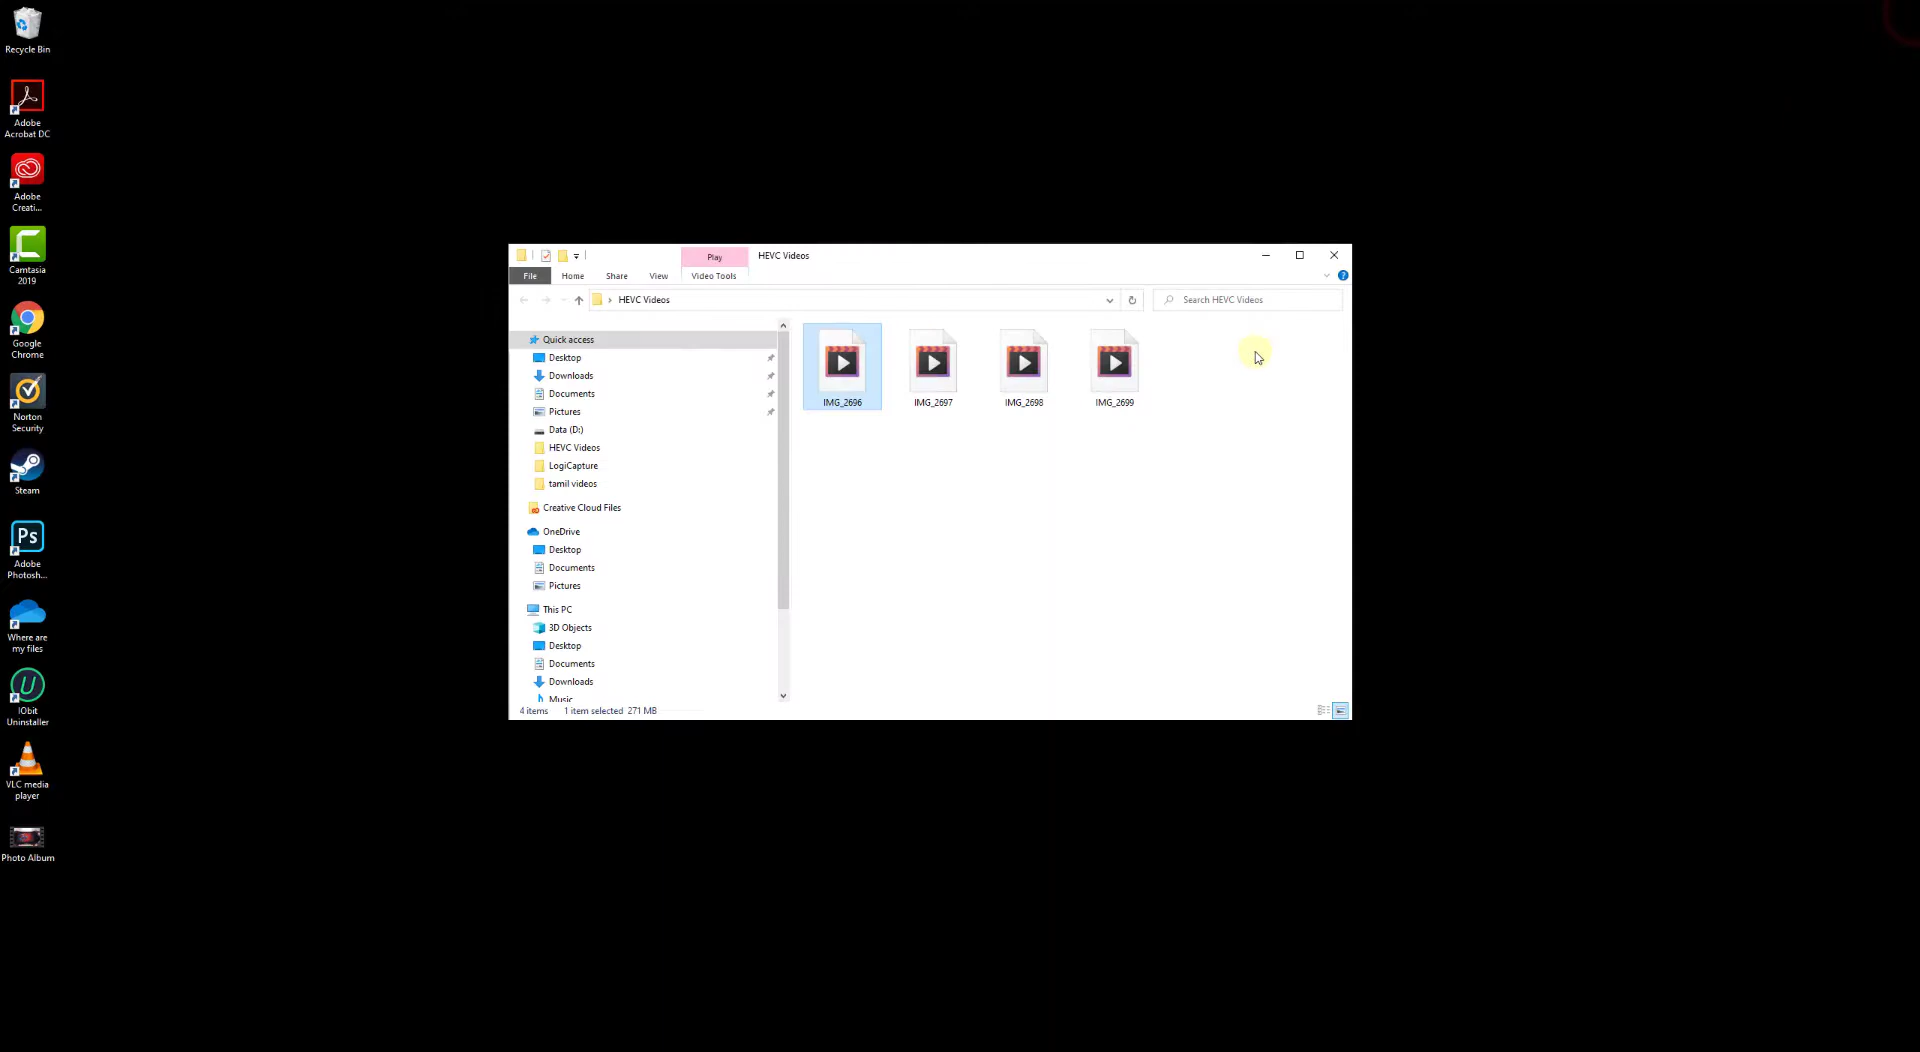 Recycle Bin
Adobe
Acrobat DC
Adobe
Creati...
Camtasia
2019
Google
Chrome
Norton
Security
Steam
Ps
Adobe
Photosh...
Where are
my files
IObit
Uninstaller
VLC media
player
Photo Album
Play
HEVC Videos
File
Home
Share
View
Video Tools
HEVC Videos
Search HEVC Videos
Quick access
Desktop
Downloads
Documents
Pictures
Data (D:)
HEVC Videos
LogiCapture
tamil videos
Creative Cloud Files
OneDrive
Desktop
Documents
Pictures
This PC
3D Objects
Desktop
Documents
Downloads
Music
IMG_2696
IMG_2697
IMG_2698
IMG_2699
4 items
1 item selected 271 MB